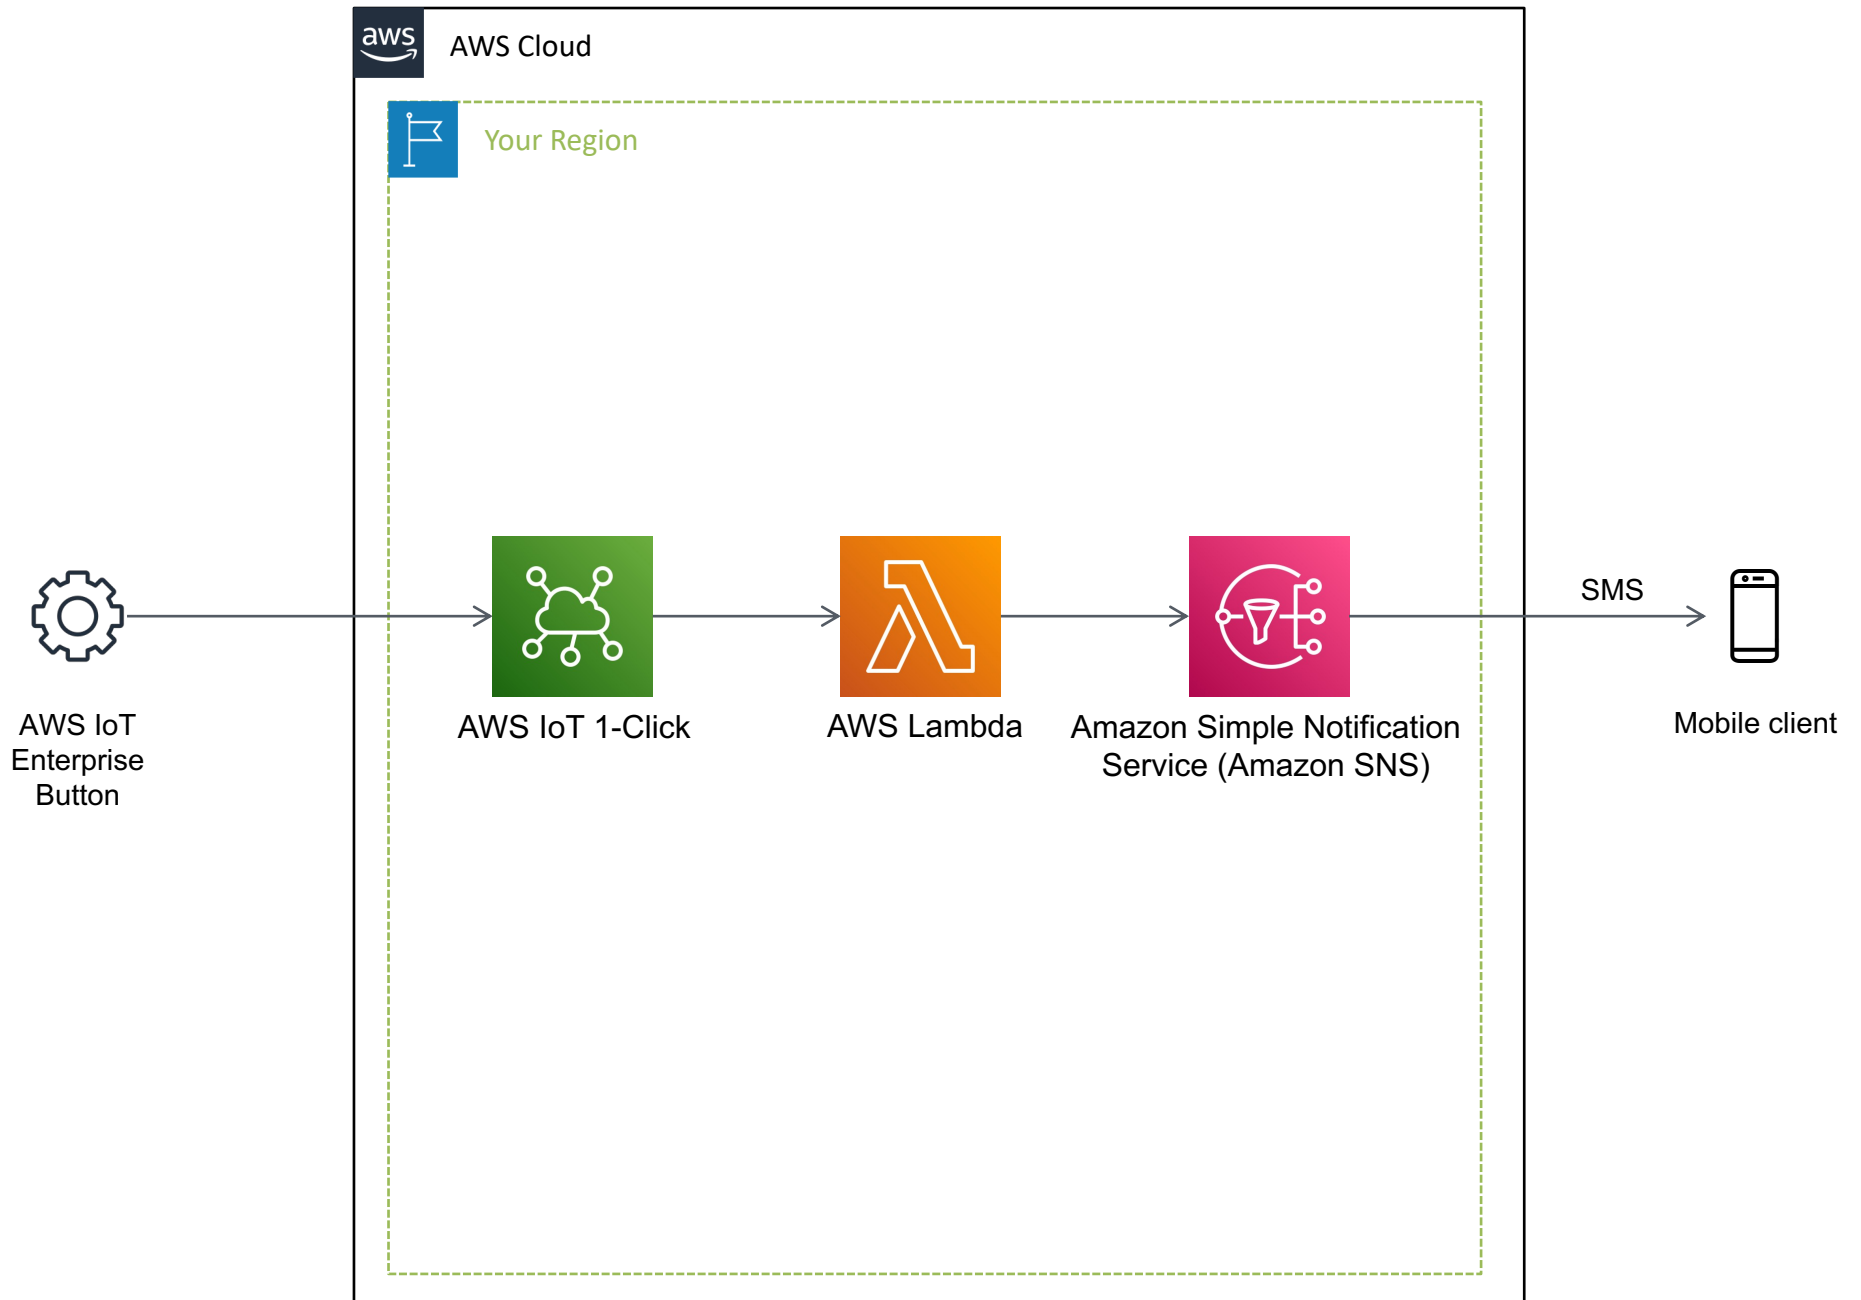 aws
AWS Cloud
Your Region
SMS
AWS IoT
Enterprise
Button
AWS IoT 1-Click
AWS Lambda
Amazon Simple Notification
Service (Amazon SNS)
Mobile client